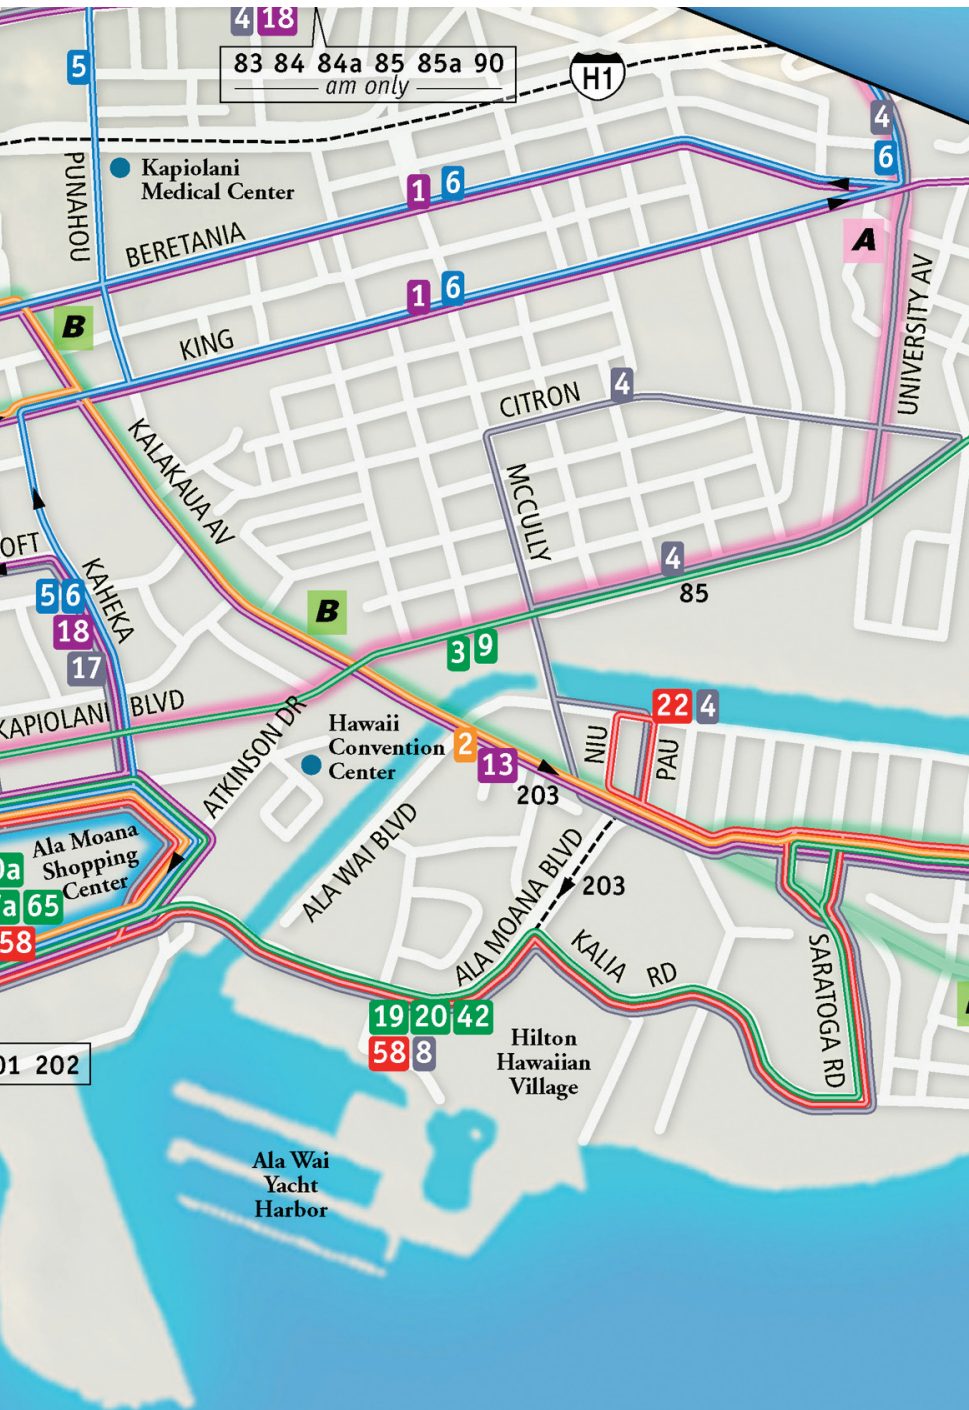 4 18
83 84 84a 85 85a 90
am only
H1
5
4
6
PUNAHOU
Kapiolani
Medical Center
1 6
BERETANIA
A
UNIVERSITY AV
B
1 6
KING
CITRON
4
KALAKAUA AV
MCCULLY
OFT
KAHEKA
5 6
18
17
4
85
B
3 9
KAPIOLANI BLVD
ATKINSON DR
Hawaii
Convention
Center
2
13
203
NIU
PAU
22 4
Ala Moana
Shopping
Center
ALA WAI BLVD
ALA MOANA BLVD
203
0a
a 65
58
KALIA RD
SARATOGA RD
19 20 42
58 8
Hilton
Hawaiian
Village
01 202
Ala Wai
Yacht
Harbor